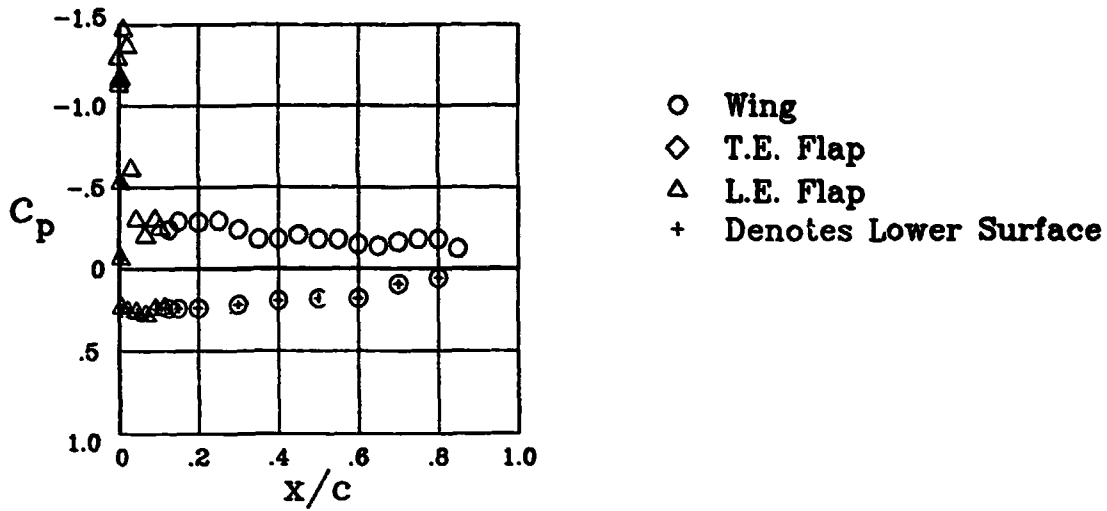 -1.5
-1.0
-.5
0
.5
1.0
Cp
0 .2 .4 .6 .8 1.0
x/c
Wing
T.E. Flap
L.E. Flap
+ Denotes Lower Surface